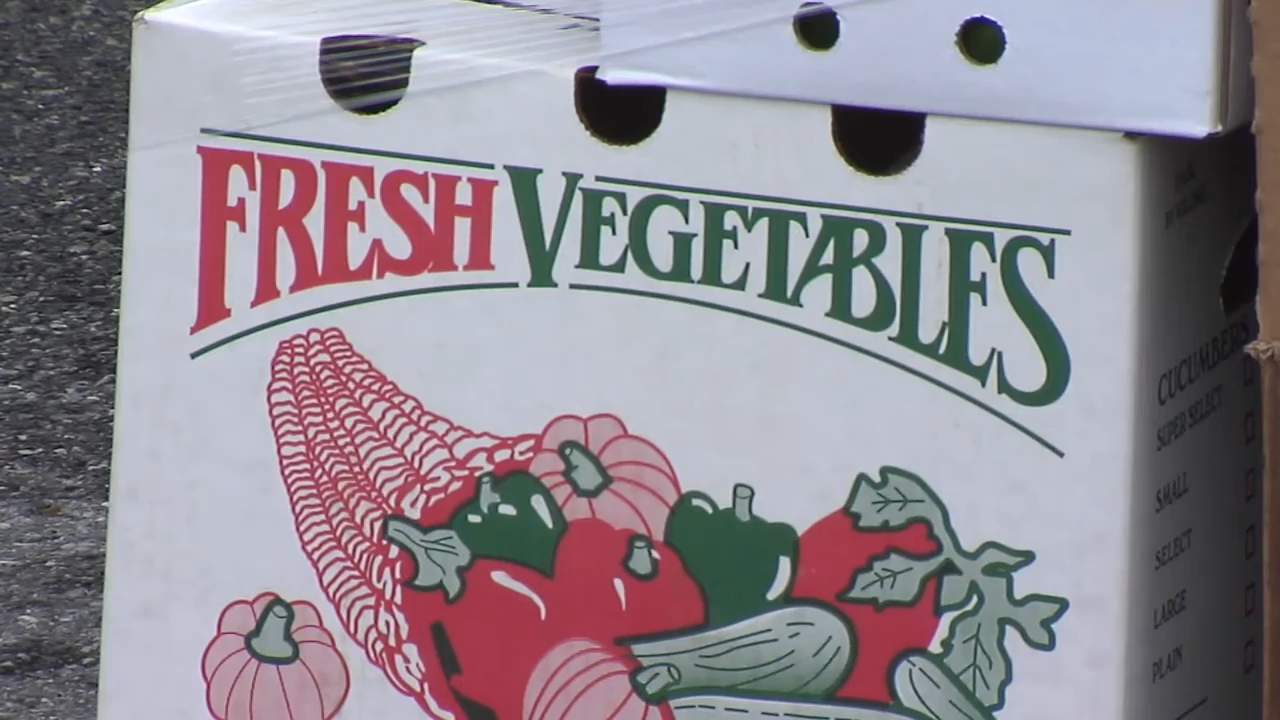 FRESH VEGETABLES
CUCUMBERS
SUPER SELECT
SMALL
SELECT
LARGE
PLAIN